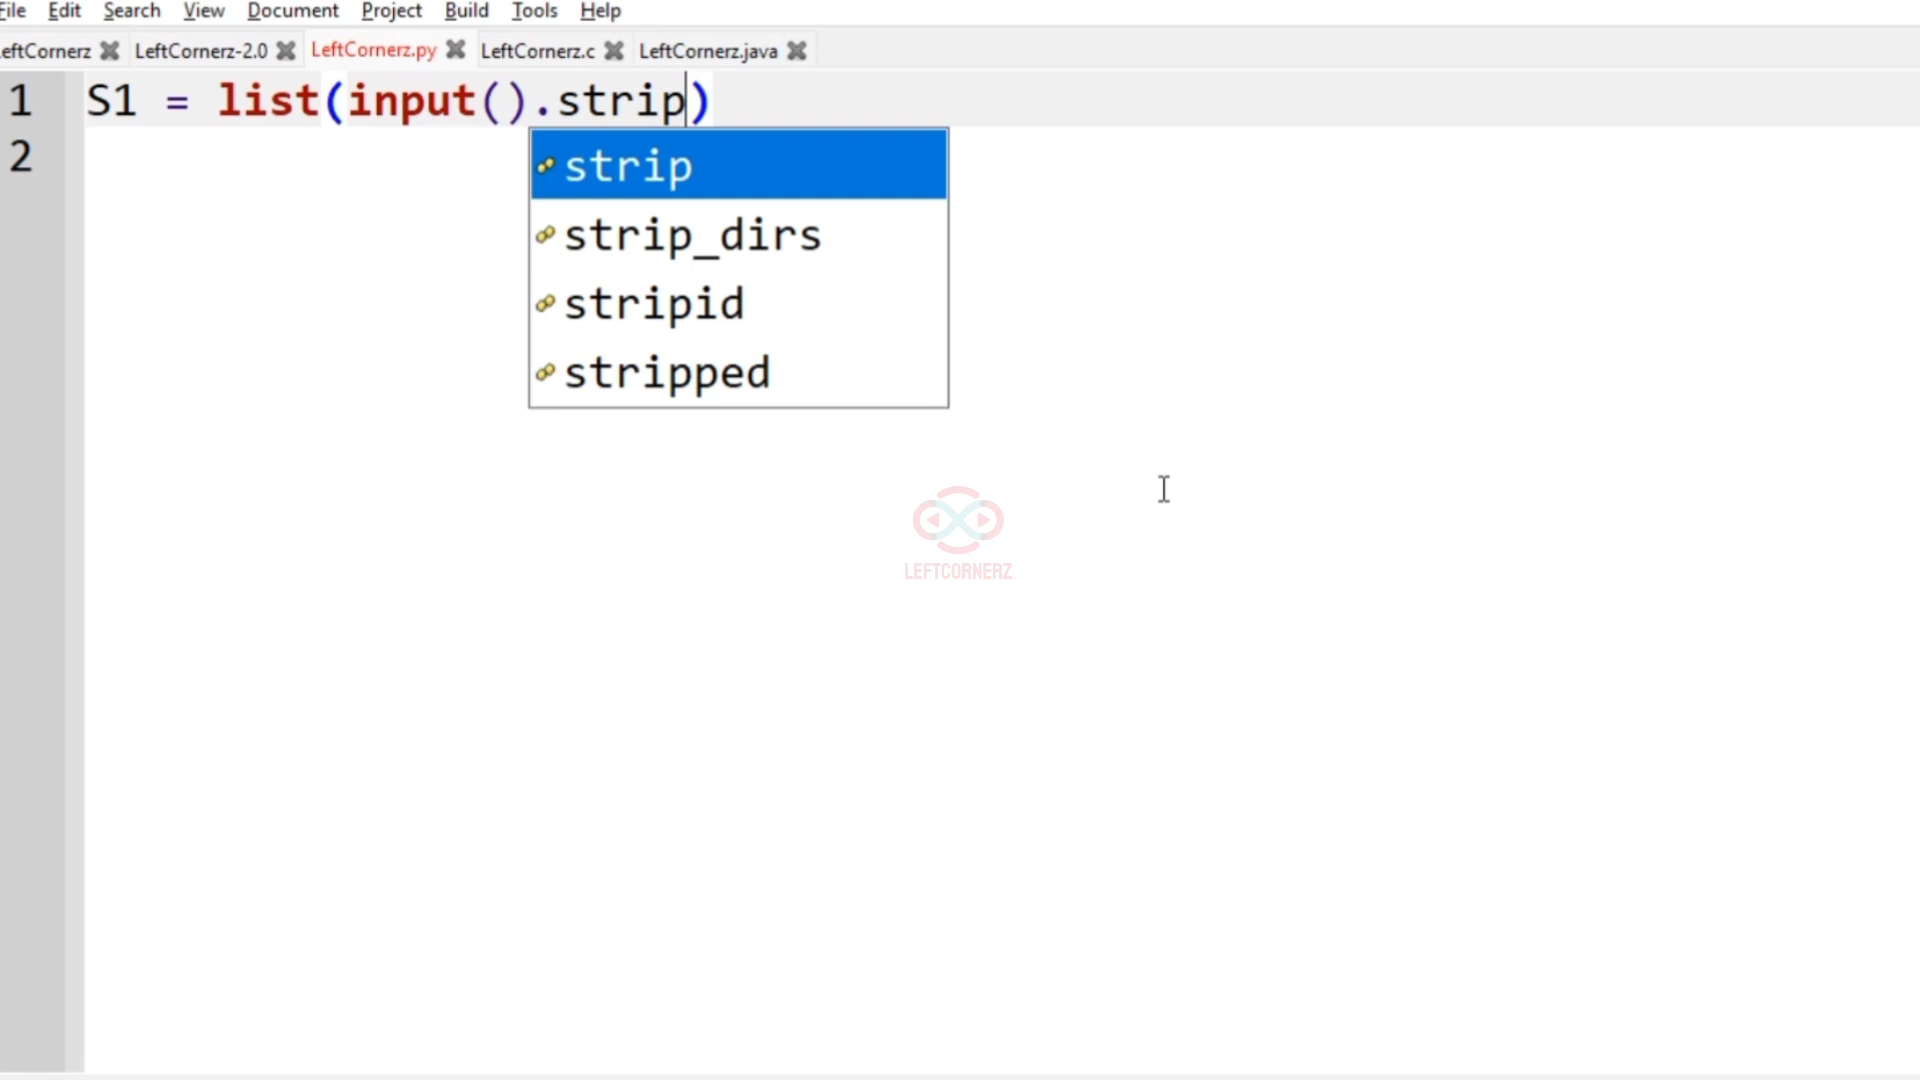 File Edit Search View Document Project Build Tools Help
LeftCornerz LeftCornerz-2.0 LeftCornerz.py LeftCornerz.c LeftCornerz.java
1 S1 = list(input().strip)
2
strip
strip_dirs
stripid
stripped
LEFTCORNERZ